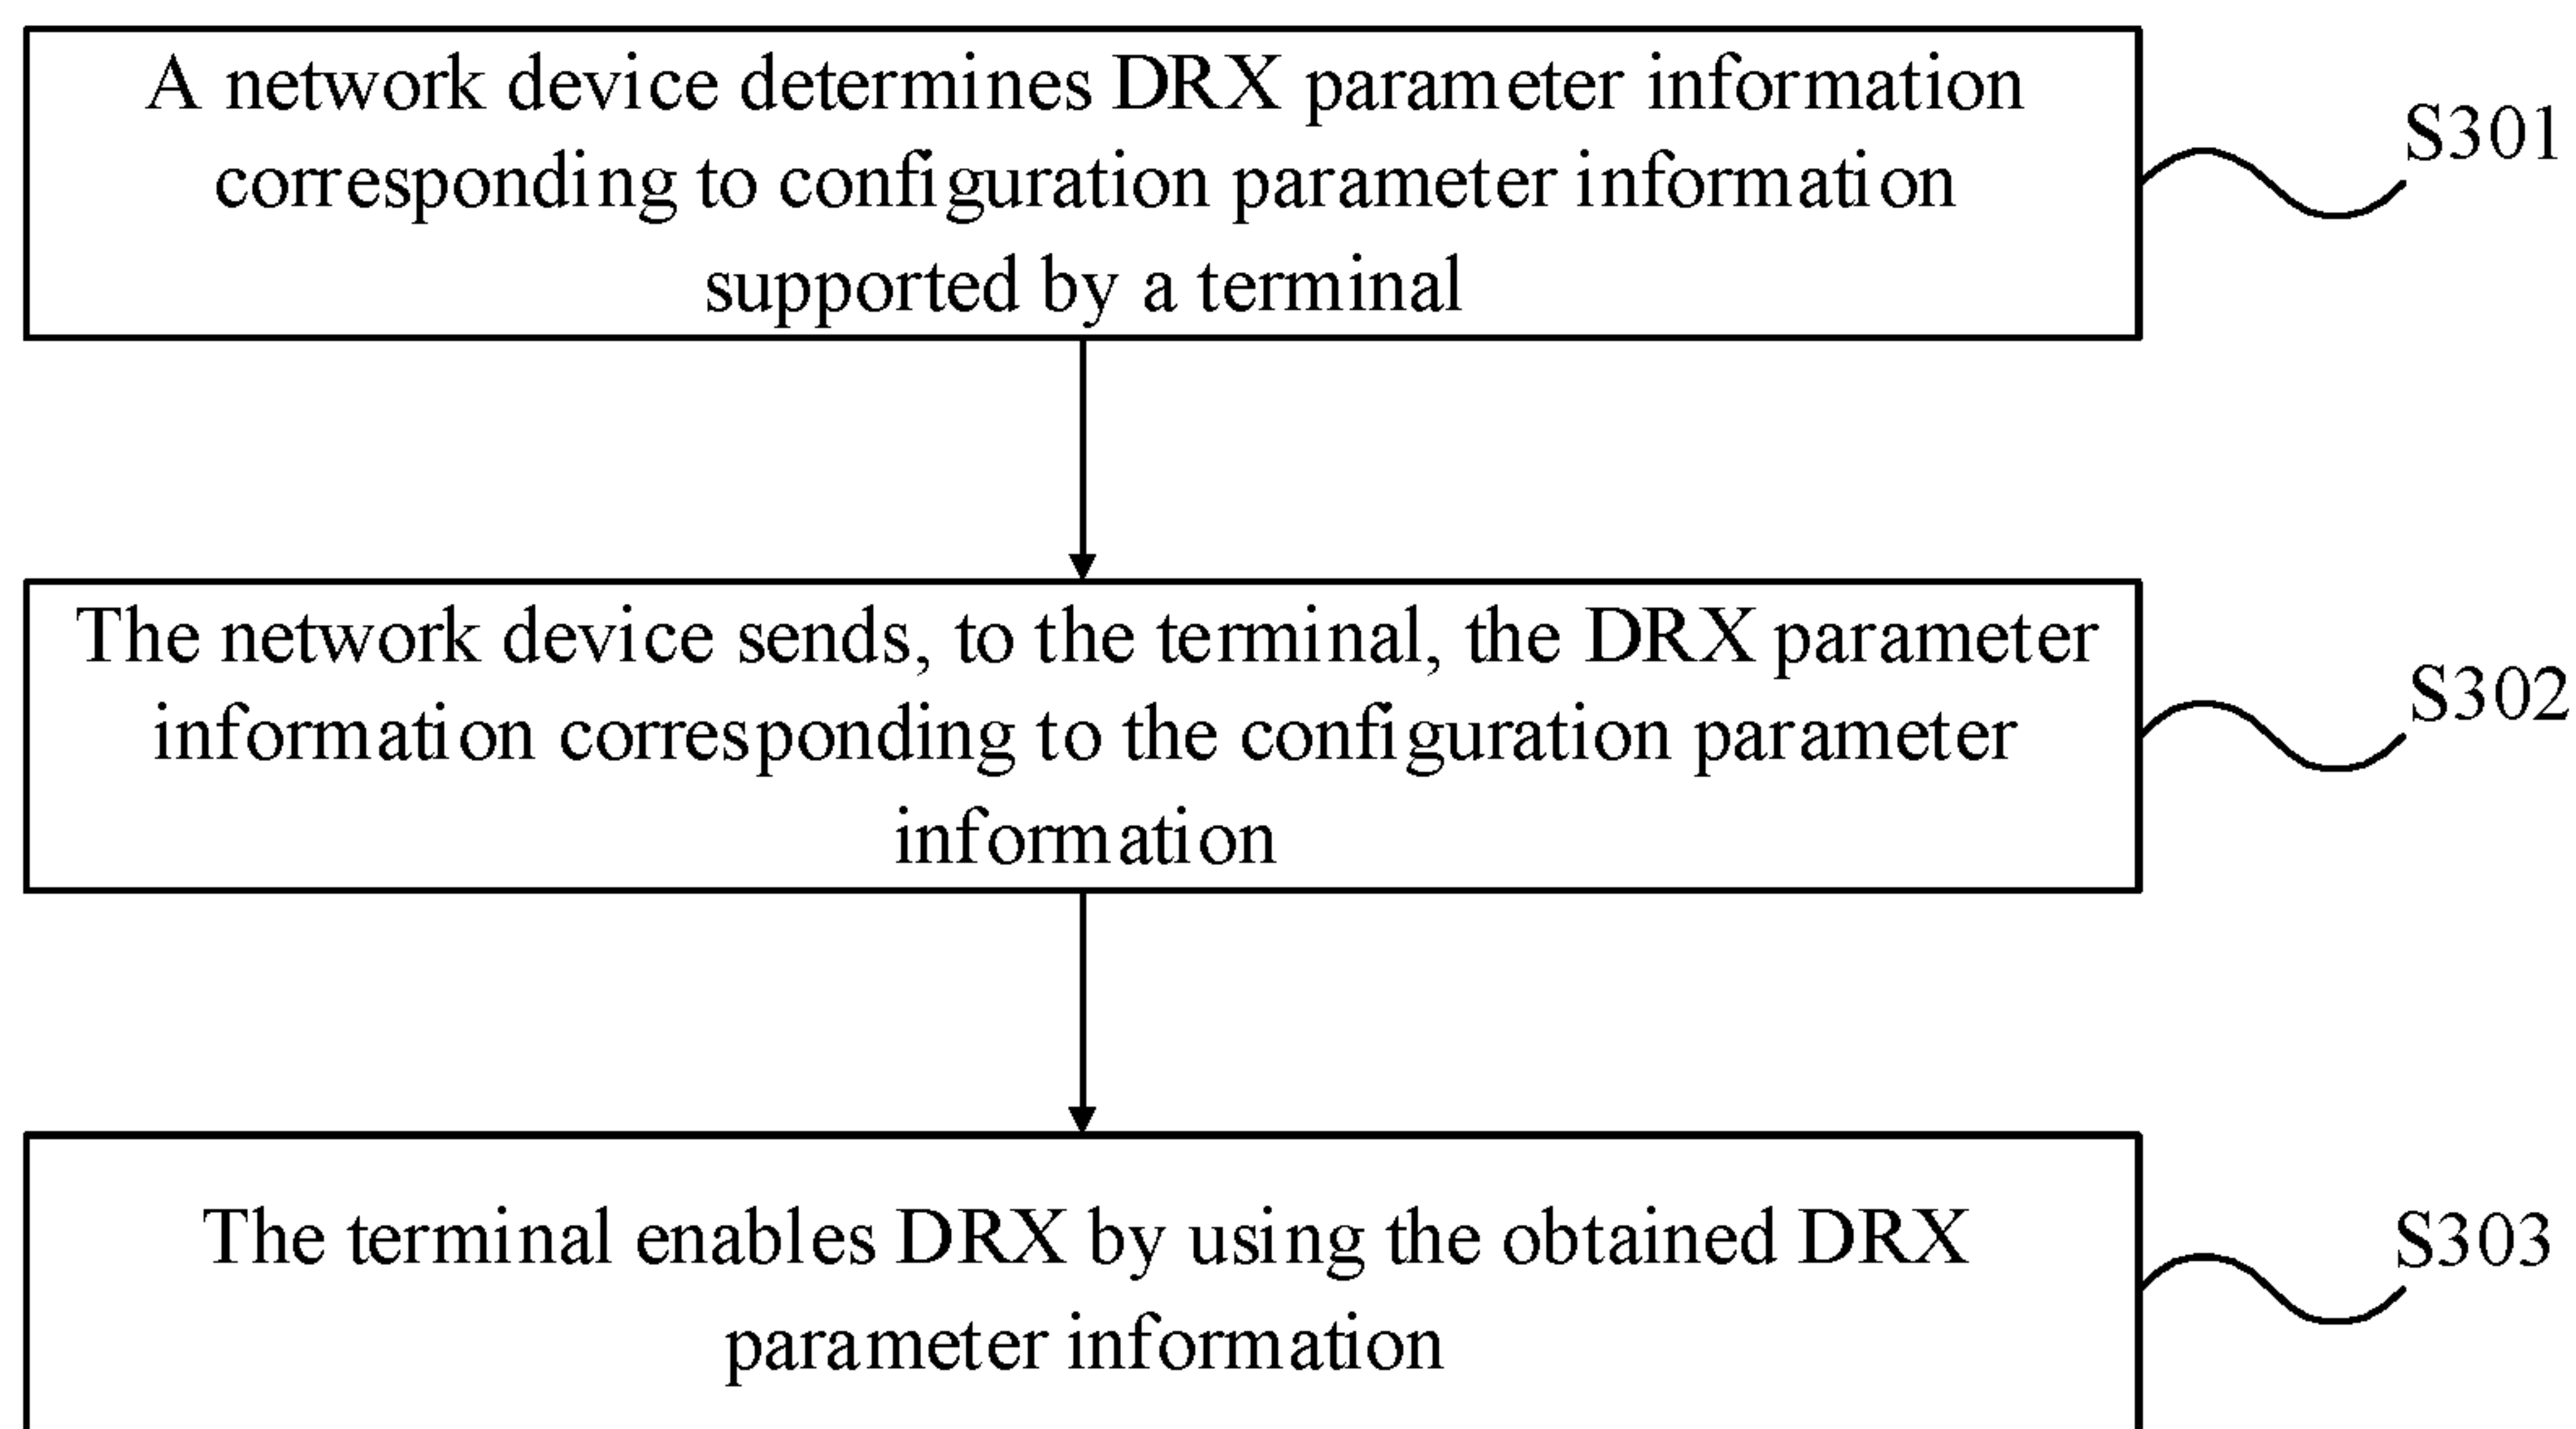 A network device determines DRX parameter information
corresponding to configuration parameter information
supported by a terminal
S301
The network device sends, to the terminal, the DRX parameter
information corresponding to the configuration parameter
information
S302
The terminal enables DRX by using the obtained DRX
parameter information
S303